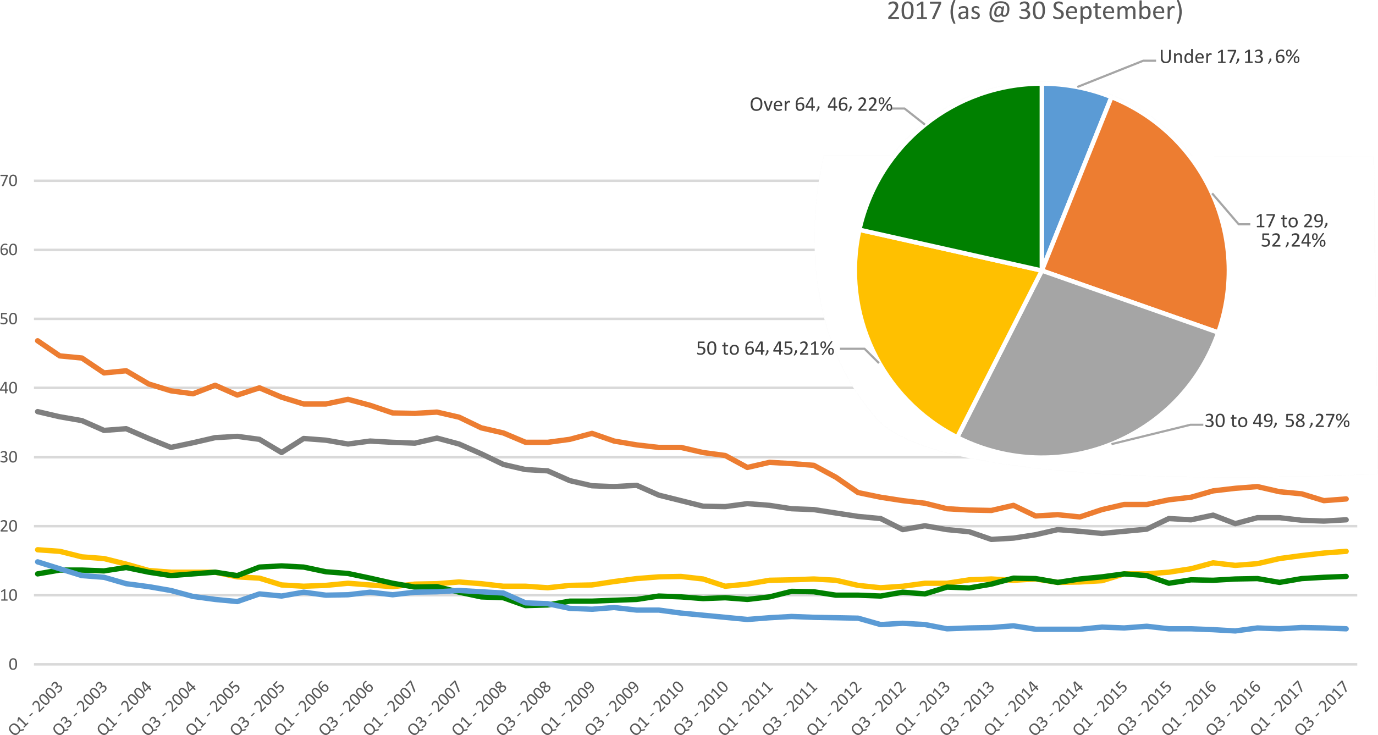 2017 (as @ 30 September)
Under 17, 13 , 6%
Over 64, 46, 22%
17 to 29,
52 ,24%
50 to 64, 45,21%
30 to 49, 58 ,27%
70
60
50
40
30
20
10
0
Q1 - 2003
Q3 - 2003
Q1 - 2004
Q3 - 2004
Q1 - 2005
Q3 - 2005
Q1 - 2006
Q3 - 2006
Q1 - 2007
Q3 - 2007
Q1 - 2008
Q3 - 2008
Q1 - 2009
Q3 - 2009
Q1 - 2010
Q3 - 2010
Q1 - 2011
Q3 - 2011
Q1 - 2012
Q3 - 2012
Q1 - 2013
Q3 - 2013
Q1 - 2014
Q3 - 2014
Q1 - 2015
Q3 - 2015
Q1 - 2016
Q3 - 2016
Q1 - 2017
Q3 - 2017